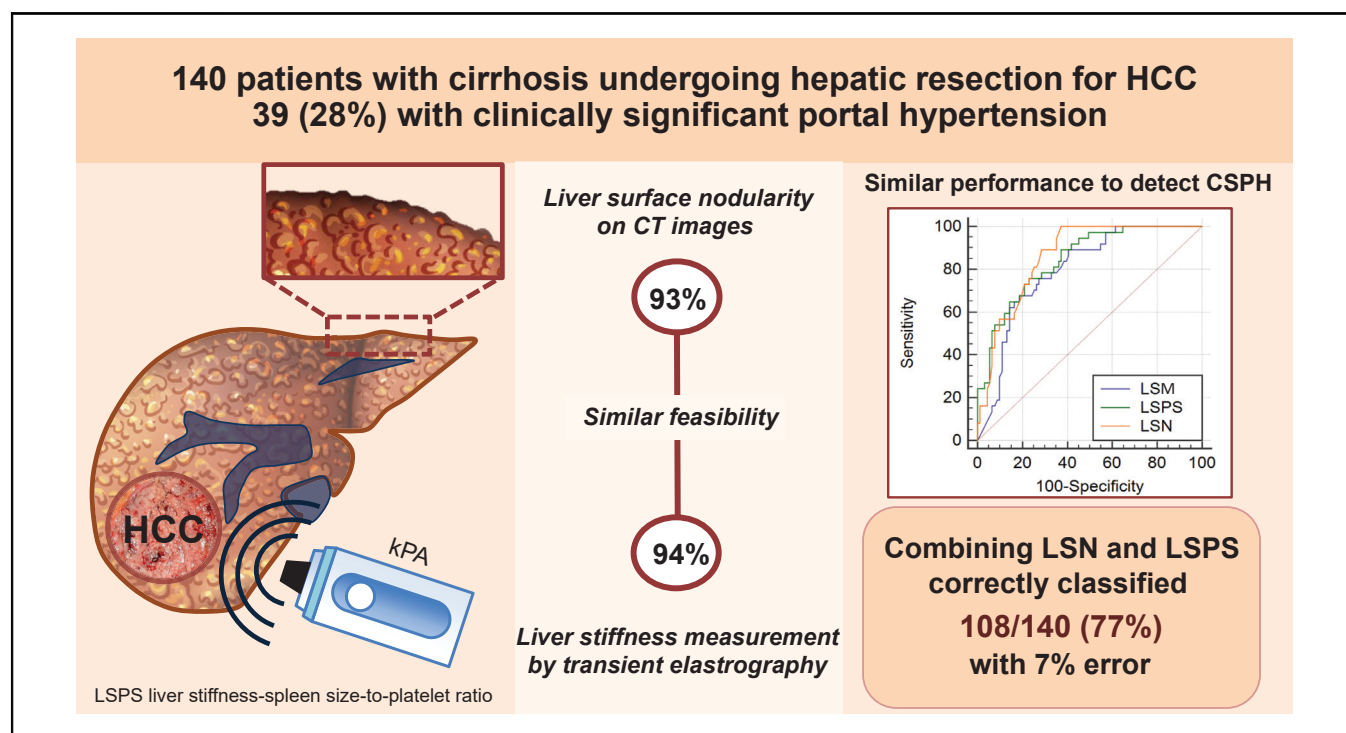 140 patients with cirrhosis undergoing hepatic resection for HCC
39 (28%) with clinically significant portal hypertension
HCC
kPA
LSPS liver stiffness-spleen size-to-platelet ratio
Liver surface nodularity
on CT images
93%
Similar feasibility
94%
Liver stiffness measurement
by transient elastography
Similar performance to detect CSPH
100
80
60
40
20
0
Sensitivity
LSM
LSPS
LSN
0 20 40 60 80 100
100-Specificity
Combining LSN and LSPS
correctly classified
108/140 (77%)
with 7% error